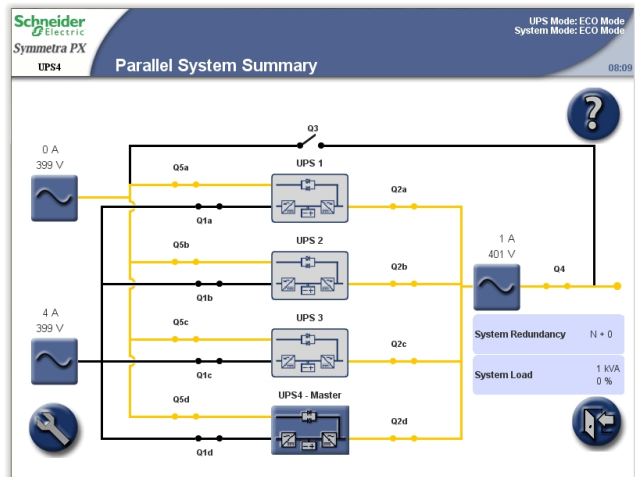 Schneider
Electric
Symmetra PX
UPS4
Parallel System Summary
UPS Mode: ECO Mode
System Mode: ECO Mode
08:09
?
Q3
0 A
399 V
Q5a
UPS 1
Q2a
Q1a
Q5b
UPS 2
Q2b
Q1b
1 A
401 V
Q4
4 A
399 V
Q5c
UPS 3
Q2c
Q1c
System Redundancy N + 0
System Load 1 kVA
0 %
Q5d
UPS4 - Master
Q2d
Q1d